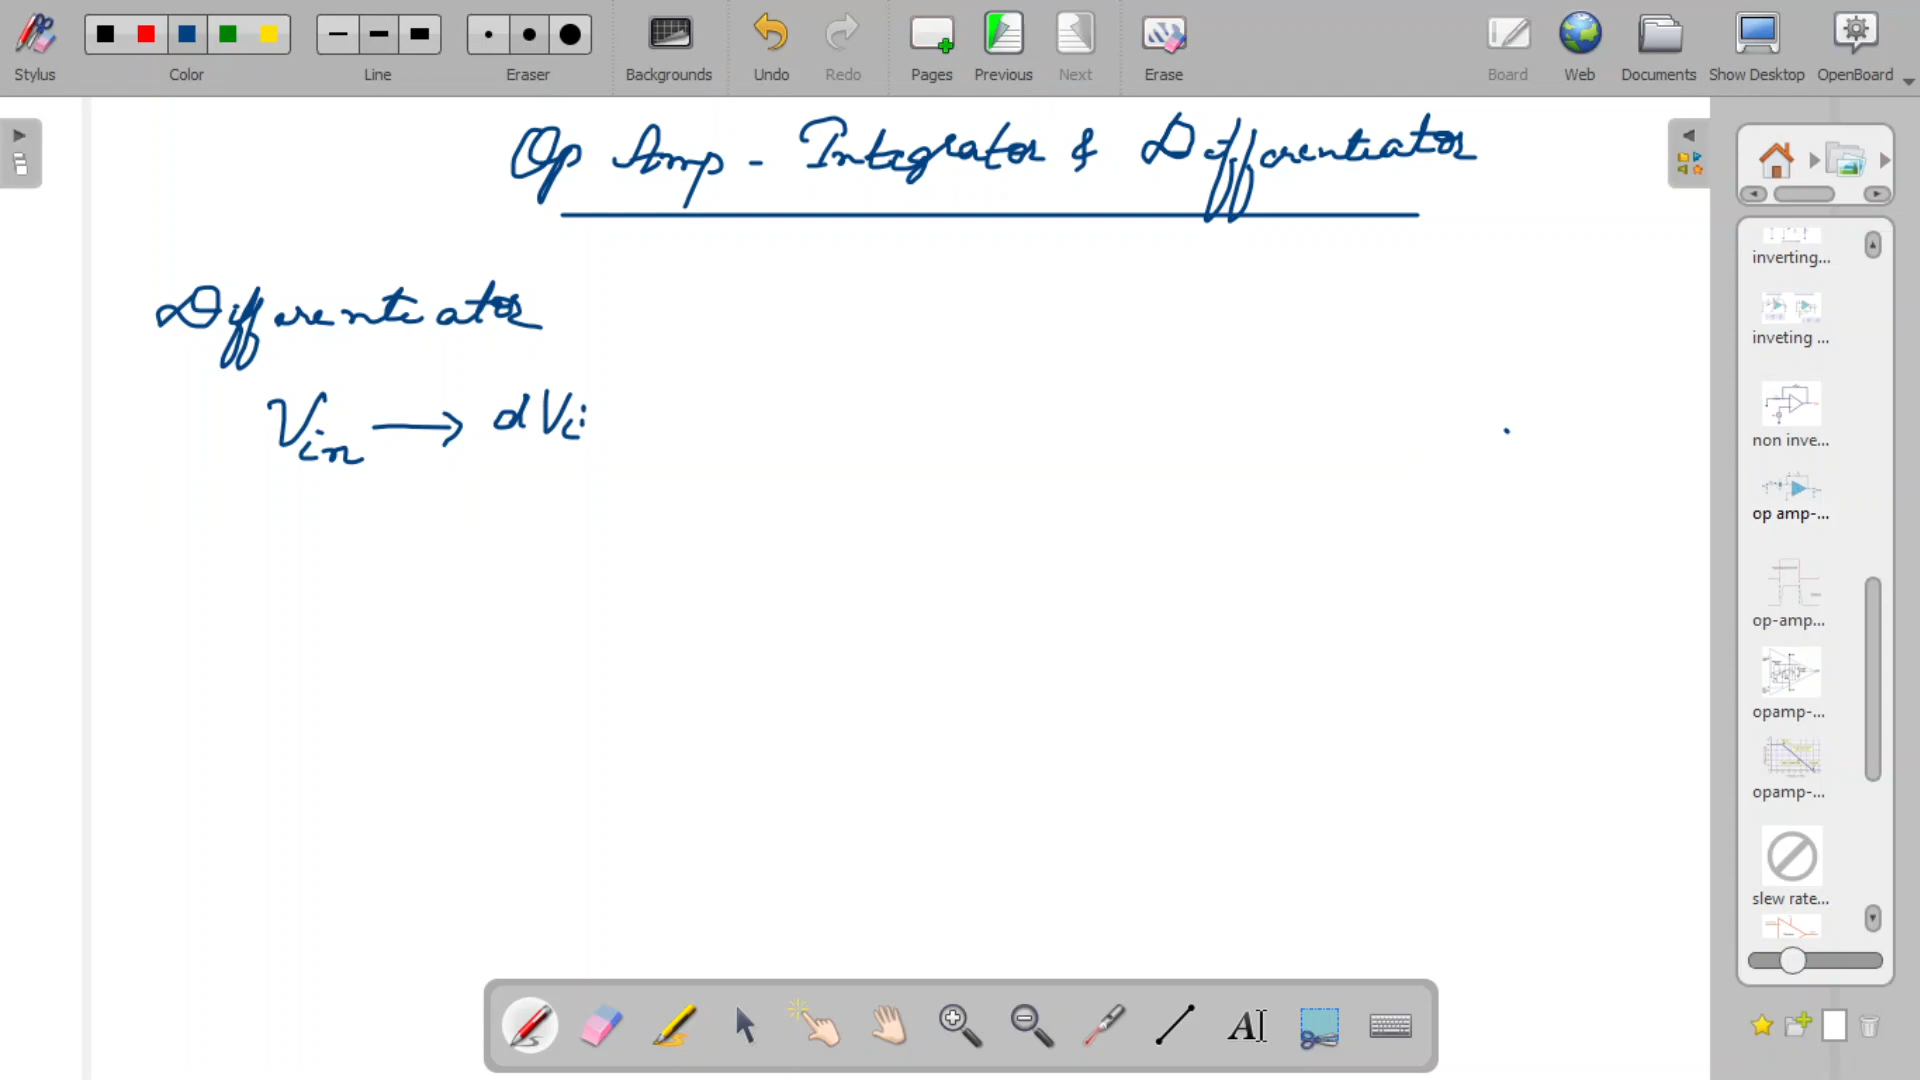 Stylus Color Line Eraser Backgrounds Undo Redo Pages Previous Next Erase Board Web Documents Show Desktop OpenBoard
Op Amp - Integrator & Differentiator
Differentiator
Vin → dVi
inverting...
inveting ...
non inve...
op amp-...
op-amp...
opamp-...
opamp-...
slew rate...